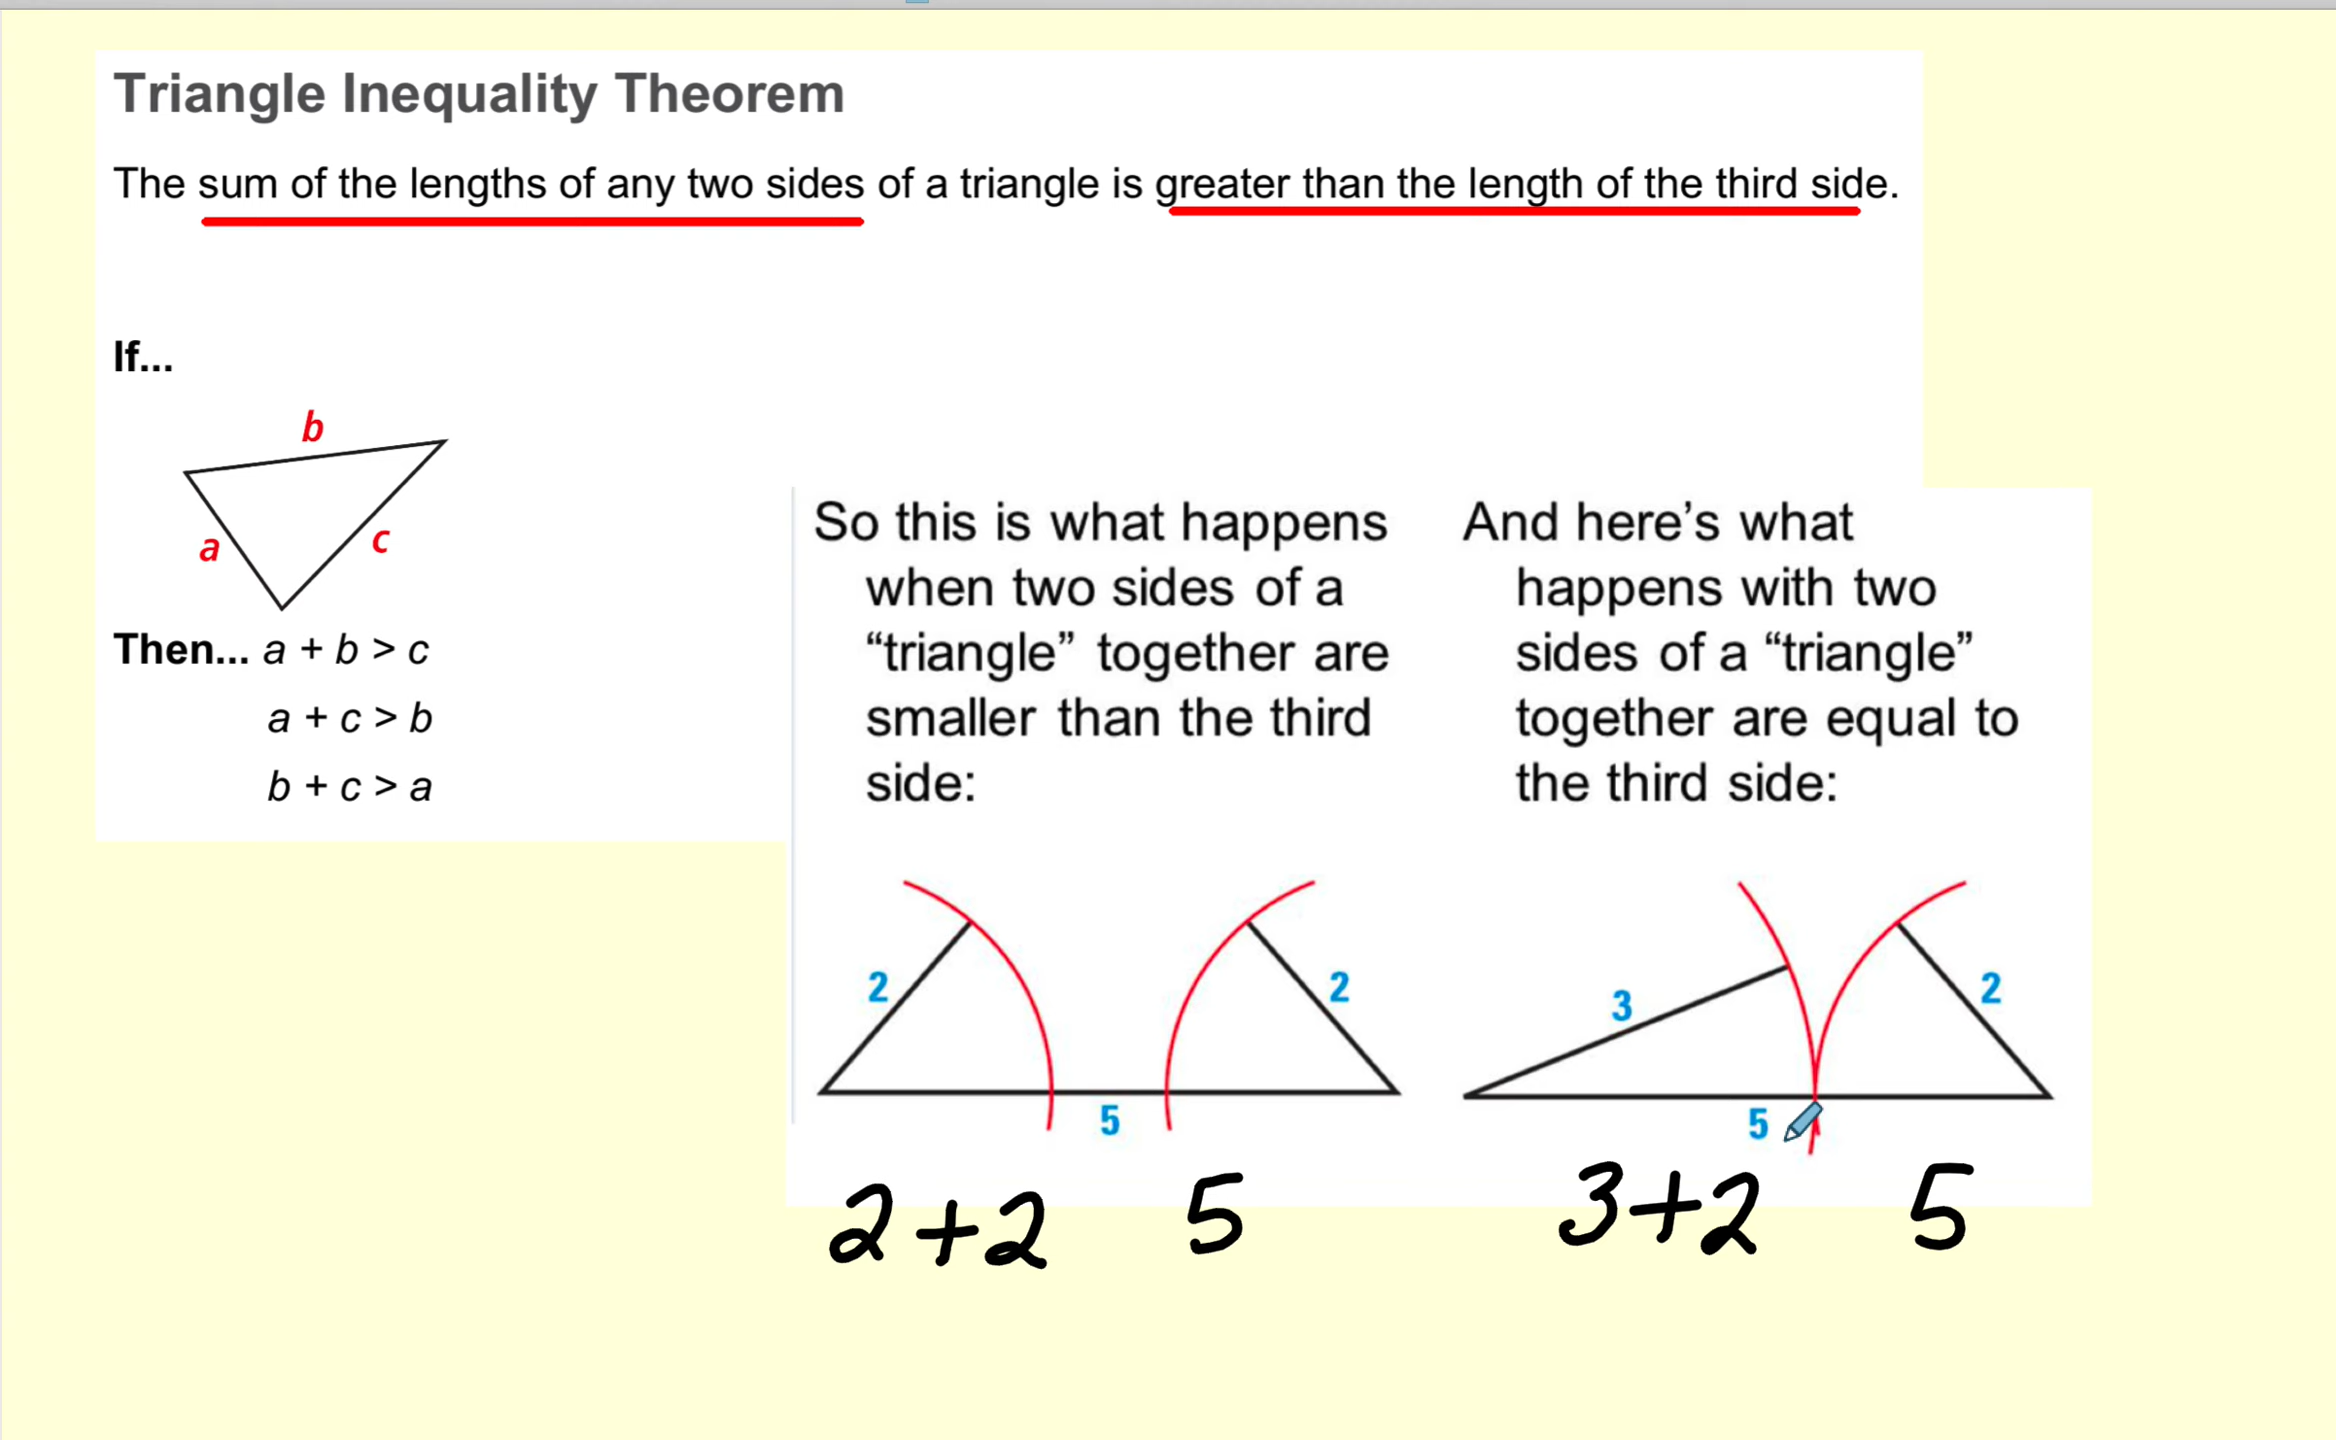 Triangle Inequality Theorem
The sum of the lengths of any two sides of a triangle is greater than the length of the third side.
If...
b
a
c
Then... a + b > c
a + c > b
b + c > a
So this is what happens
when two sides of a
“triangle” together are
smaller than the third
side:
2
2
5
2+2 5
And here’s what
happens with two
sides of a “triangle”
together are equal to
the third side:
3
2
5
3+2 5